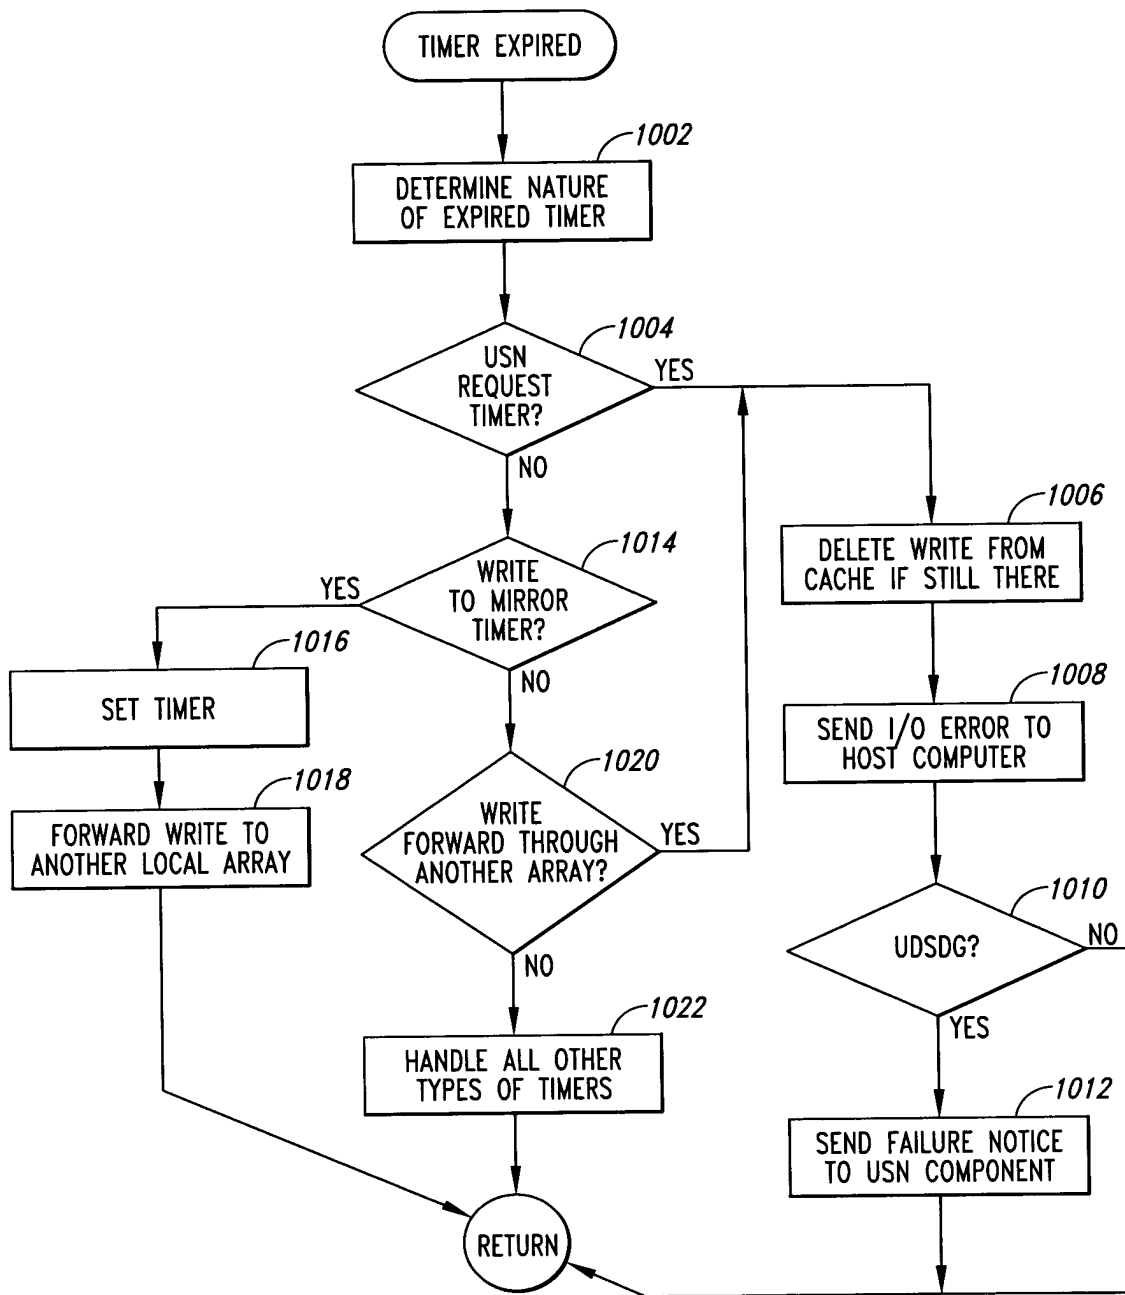 TIMER EXPIRED
1002
DETERMINE NATURE
OF EXPIRED TIMER
1004
USN
REQUEST
TIMER?
YES
NO
1006
DELETE WRITE FROM
CACHE IF STILL THERE
1014
WRITE
TO MIRROR
TIMER?
YES
NO
1016
SET TIMER
1008
SEND I/O ERROR TO
HOST COMPUTER
1018
FORWARD WRITE TO
ANOTHER LOCAL ARRAY
1020
WRITE
FORWARD THROUGH
ANOTHER ARRAY?
YES
NO
1010
UDSDG?
NO
YES
1022
HANDLE ALL OTHER
TYPES OF TIMERS
1012
SEND FAILURE NOTICE
TO USN COMPONENT
RETURN